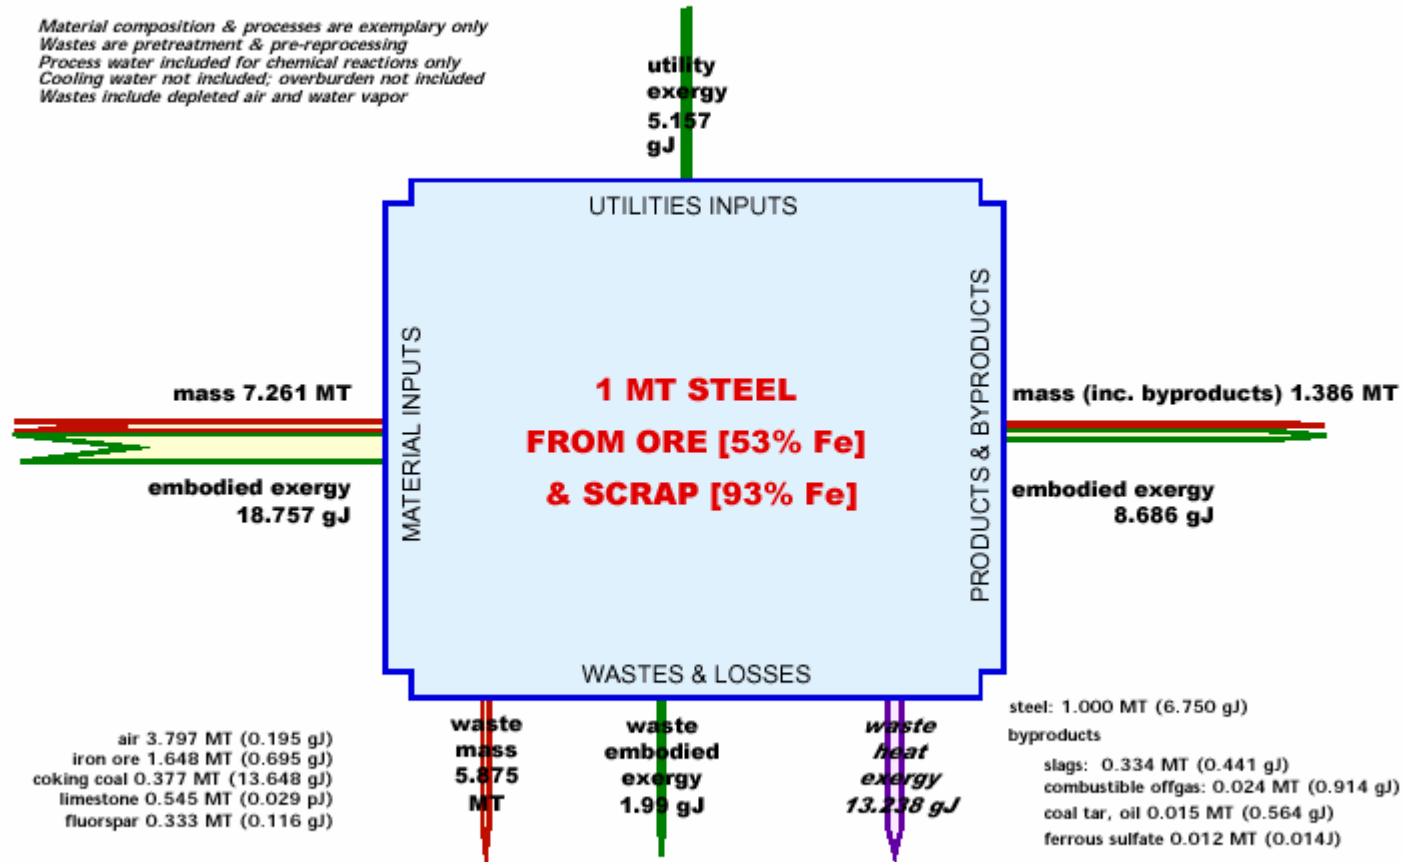 Material composition & processes are exemplary only
Wastes are pretreatment & pre-reprocessing
Process water included for chemical reactions only
Cooling water not included; overburden not included
Wastes include depleted air and water vapor
utility
exergy
5.157
gJ
UTILITIES INPUTS
mass 7.261 MT
embodied exergy
18.757 gJ
MATERIAL INPUTS
1 MT STEEL
FROM ORE [53% Fe]
& SCRAP [93% Fe]
PRODUCTS & BYPRODUCTS
mass (inc. byproducts) 1.386 MT
embodied exergy
8.686 gJ
WASTES & LOSSES
air 3.797 MT (0.195 gJ)
iron ore 1.648 MT (0.695 gJ)
coking coal 0.377 MT (13.648 gJ)
limestone 0.545 MT (0.029 pJ)
fluorspar 0.333 MT (0.116 gJ)
waste
mass
5.875
MT
waste
embodied
exergy
1.99 gJ
waste
heat
exergy
13.238 gJ
steel: 1.000 MT (6.750 gJ)
byproducts
slags: 0.334 MT (0.441 gJ)
combustible offgas: 0.024 MT (0.914 gJ)
coal tar, oil 0.015 MT (0.564 gJ)
ferrous sulfate 0.012 MT (0.014J)